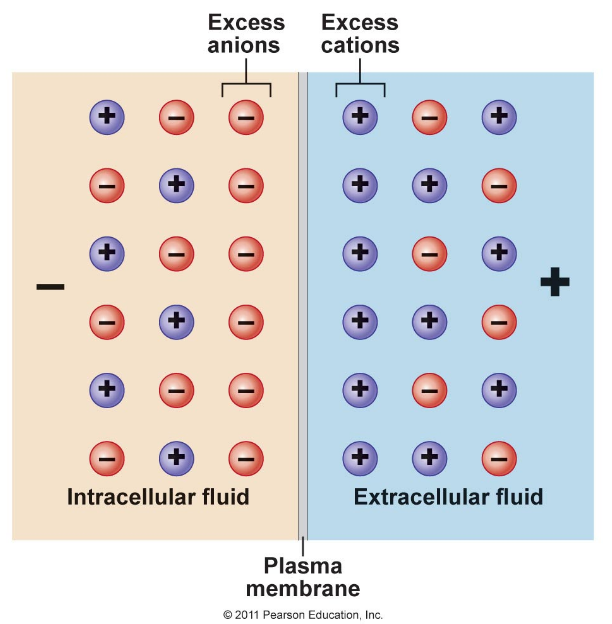 Excess
anions
Excess
cations
Intracellular fluid
Extracellular fluid
Plasma
membrane
© 2011 Pearson Education, Inc.